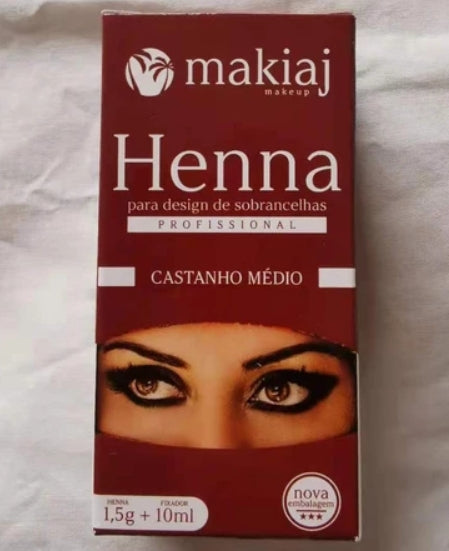 makiaj
makeup
Henna
para design de sobrancelhas
PROFISSIONAL
CASTANHO MÉDIO
HENNA FIXADOR
1,5g + 10ml
nova
embalagem